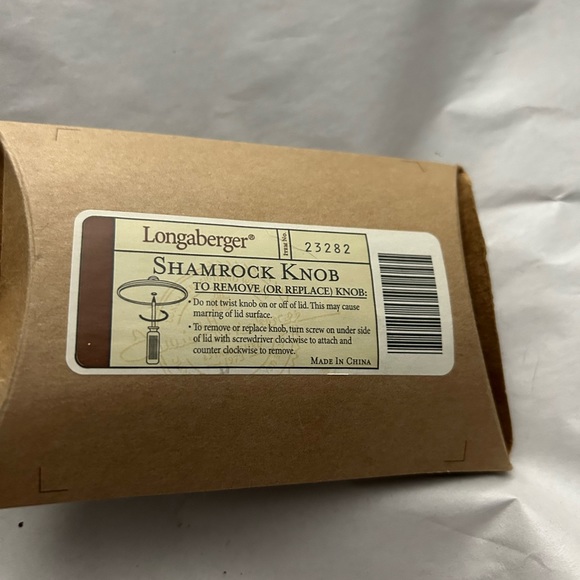 Longaberger®
Item No.
23282
SHAMROCK KNOB
TO REMOVE (OR REPLACE) KNOB:
• Do not twist knob on or off of lid. This may cause
marring of lid surface.
• To remove or replace knob, turn screw on under side
of lid with screwdriver clockwise to attach and
counter clockwise to remove.
MADE IN CHINA